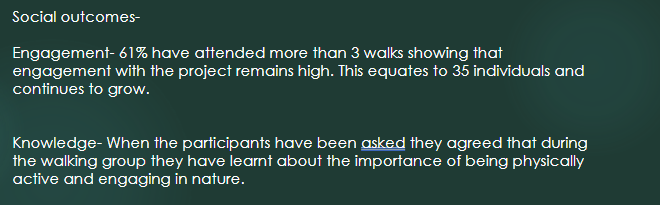 Social outcomes-
Engagement- 61% have attended more than 3 walks showing that
engagement with the project remains high. This equates to 35 individuals and
continues to grow.
Knowledge- When the participants have been asked they agreed that during
the walking group they have learnt about the importance of being physically
active and engaging in nature.